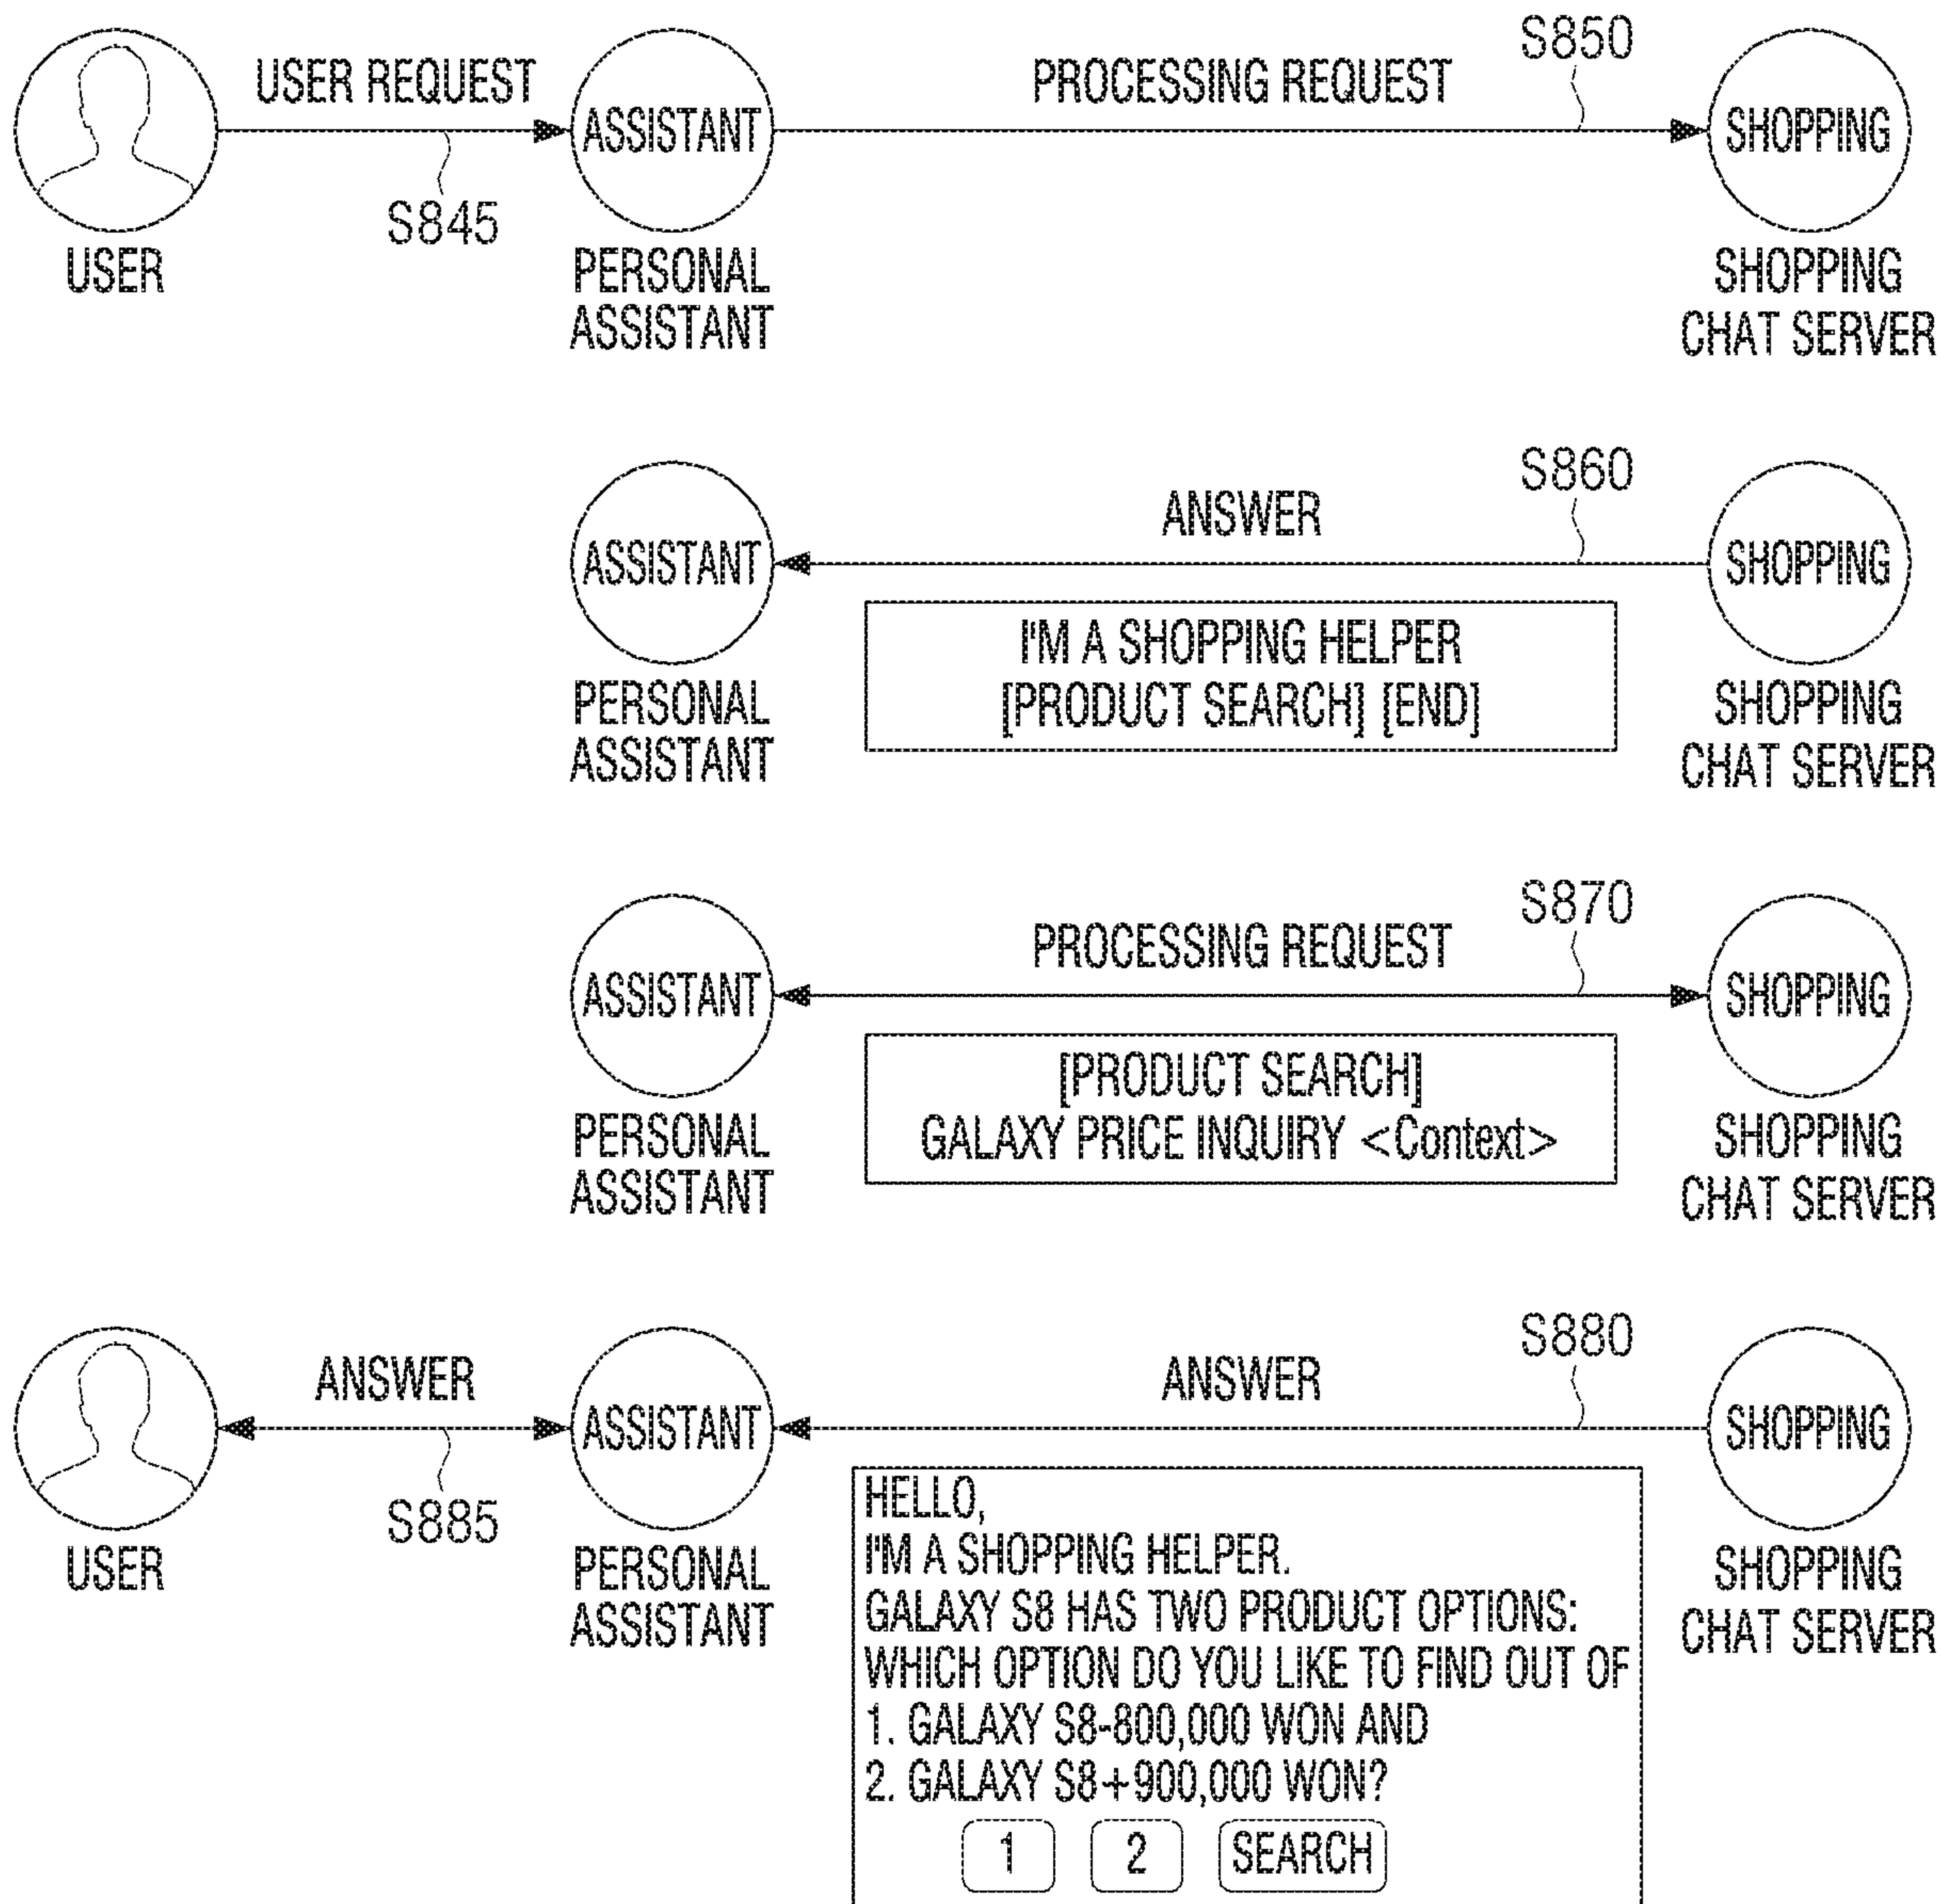 S850
USER REQUEST
PROCESSING REQUEST
ASSISTANT
SHOPPING
S845
USER
PERSONAL
ASSISTANT
SHOPPING
CHAT SERVER
S860
ANSWER
ASSISTANT
SHOPPING
I'M A SHOPPING HELPER
[PRODUCT SEARCH] [END]
PERSONAL
ASSISTANT
SHOPPING
CHAT SERVER
S870
PROCESSING REQUEST
ASSISTANT
SHOPPING
[PRODUCT SEARCH]
GALAXY PRICE INQUIRY <Context>
PERSONAL
ASSISTANT
SHOPPING
CHAT SERVER
S880
ANSWER
ANSWER
ASSISTANT
SHOPPING
S885
USER
PERSONAL
ASSISTANT
HELLO,
I'M A SHOPPING HELPER.
GALAXY S8 HAS TWO PRODUCT OPTIONS:
WHICH OPTION DO YOU LIKE TO FIND OUT OF
1. GALAXY S8-800,000 WON AND
2. GALAXY S8+900,000 WON?
1
2
SEARCH
SHOPPING
CHAT SERVER